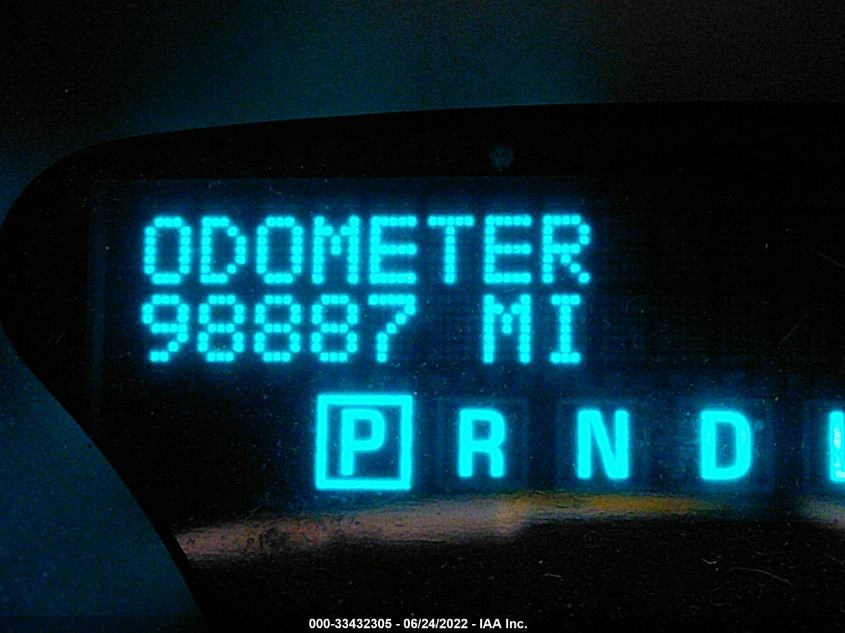 ODOMETER
98887 MI
P R N D
000-33432305 - 06/24/2022 - IAA Inc.